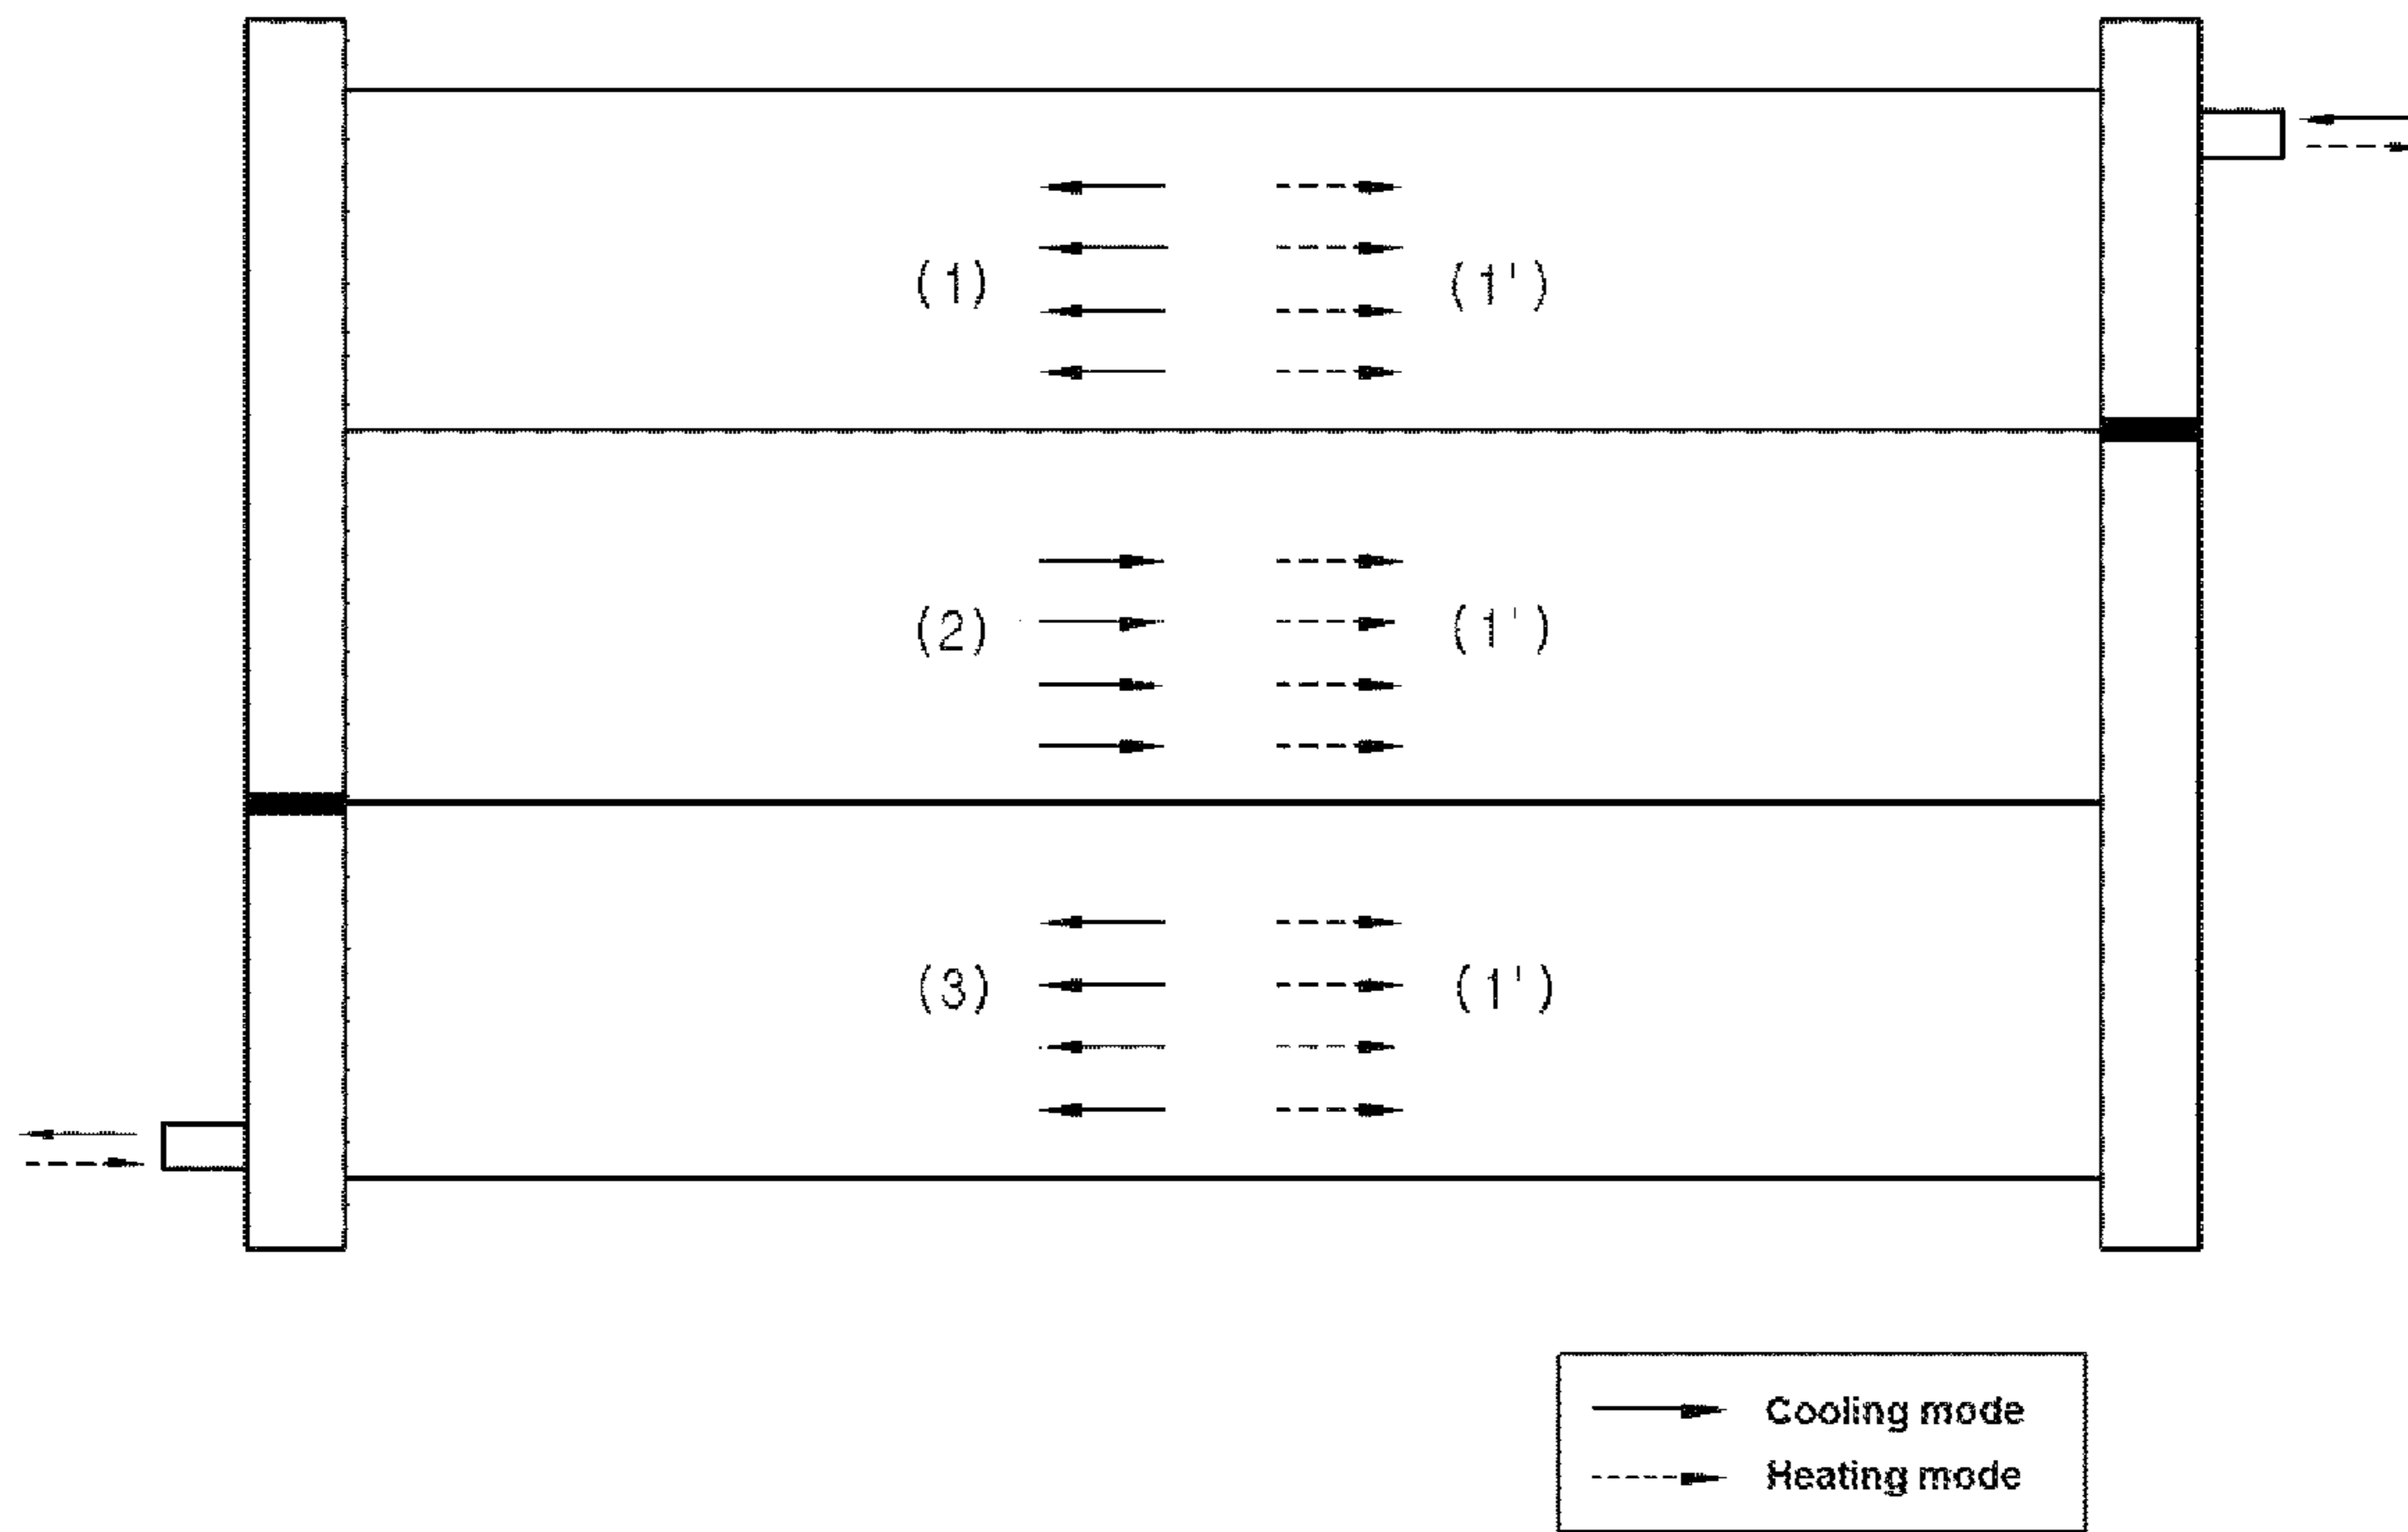 (1) (1')
(2) (1')
(3) (1')
Cooling mode
Heating mode